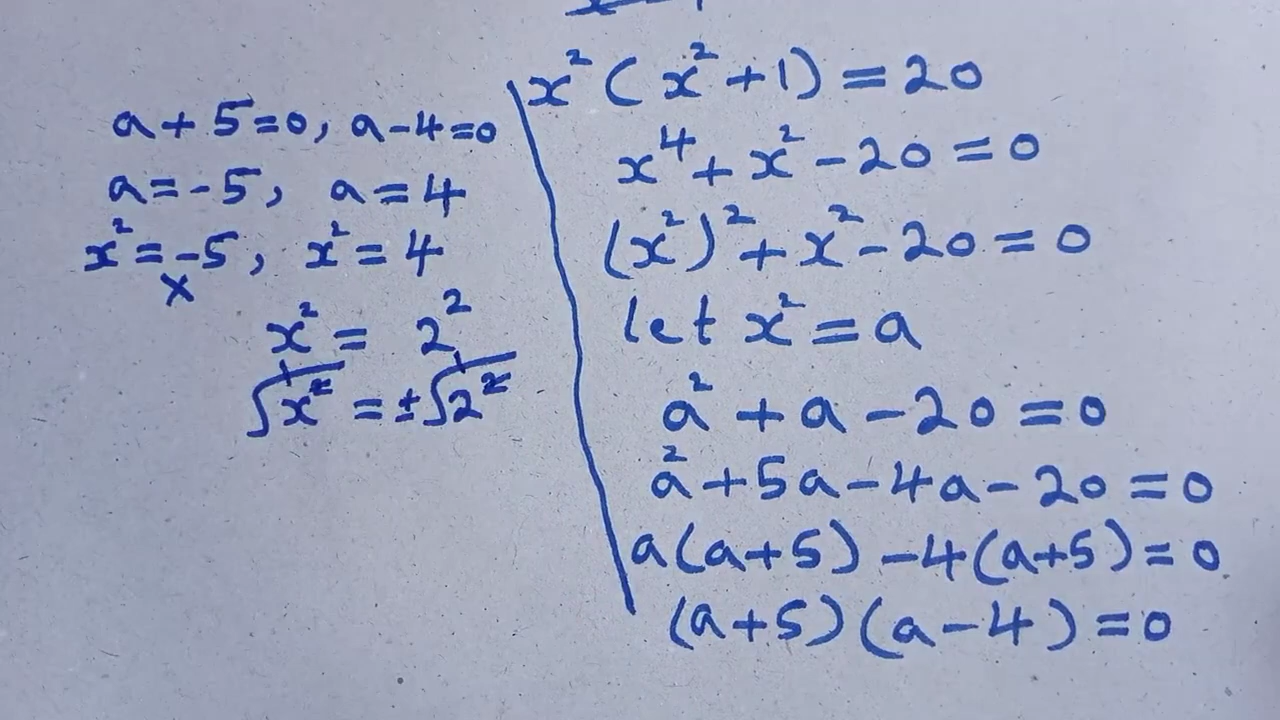 x² (x² + 1) = 20
x⁴ + x² - 20 = 0
(x²)² + x² - 20 = 0
let x² = a
a² + a - 20 = 0
a² + 5a - 4a - 20 = 0
a(a+5) - 4(a+5) = 0
(a+5)(a-4) = 0
a + 5 = 0, a - 4 = 0
a = -5, a = 4
x² = -5, x² = 4
x
x² = 2²
√x² = ±√2²